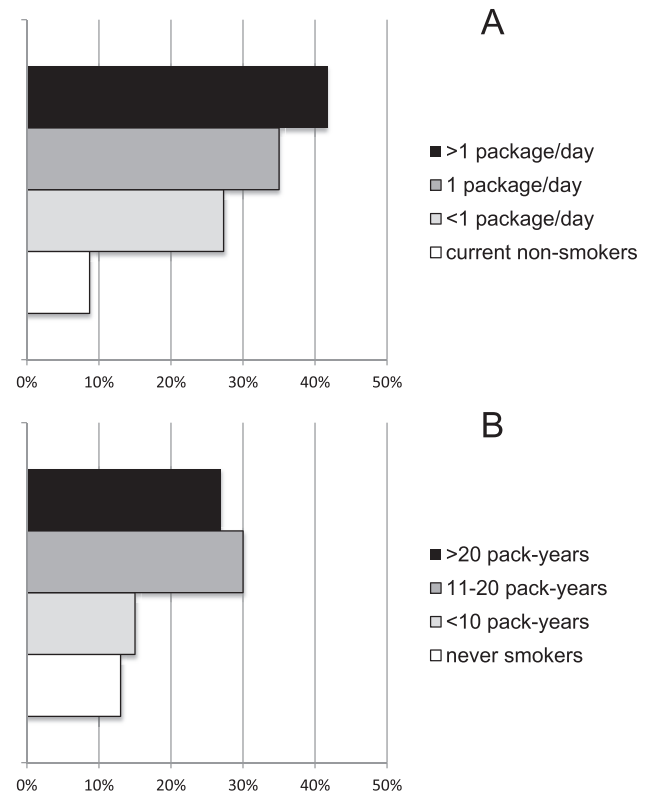 A
>1 package/day
1 package/day
<1 package/day
current non-smokers
0% 10% 20% 30% 40% 50%
B
>20 pack-years
11-20 pack-years
<10 pack-years
never smokers
0% 10% 20% 30% 40% 50%